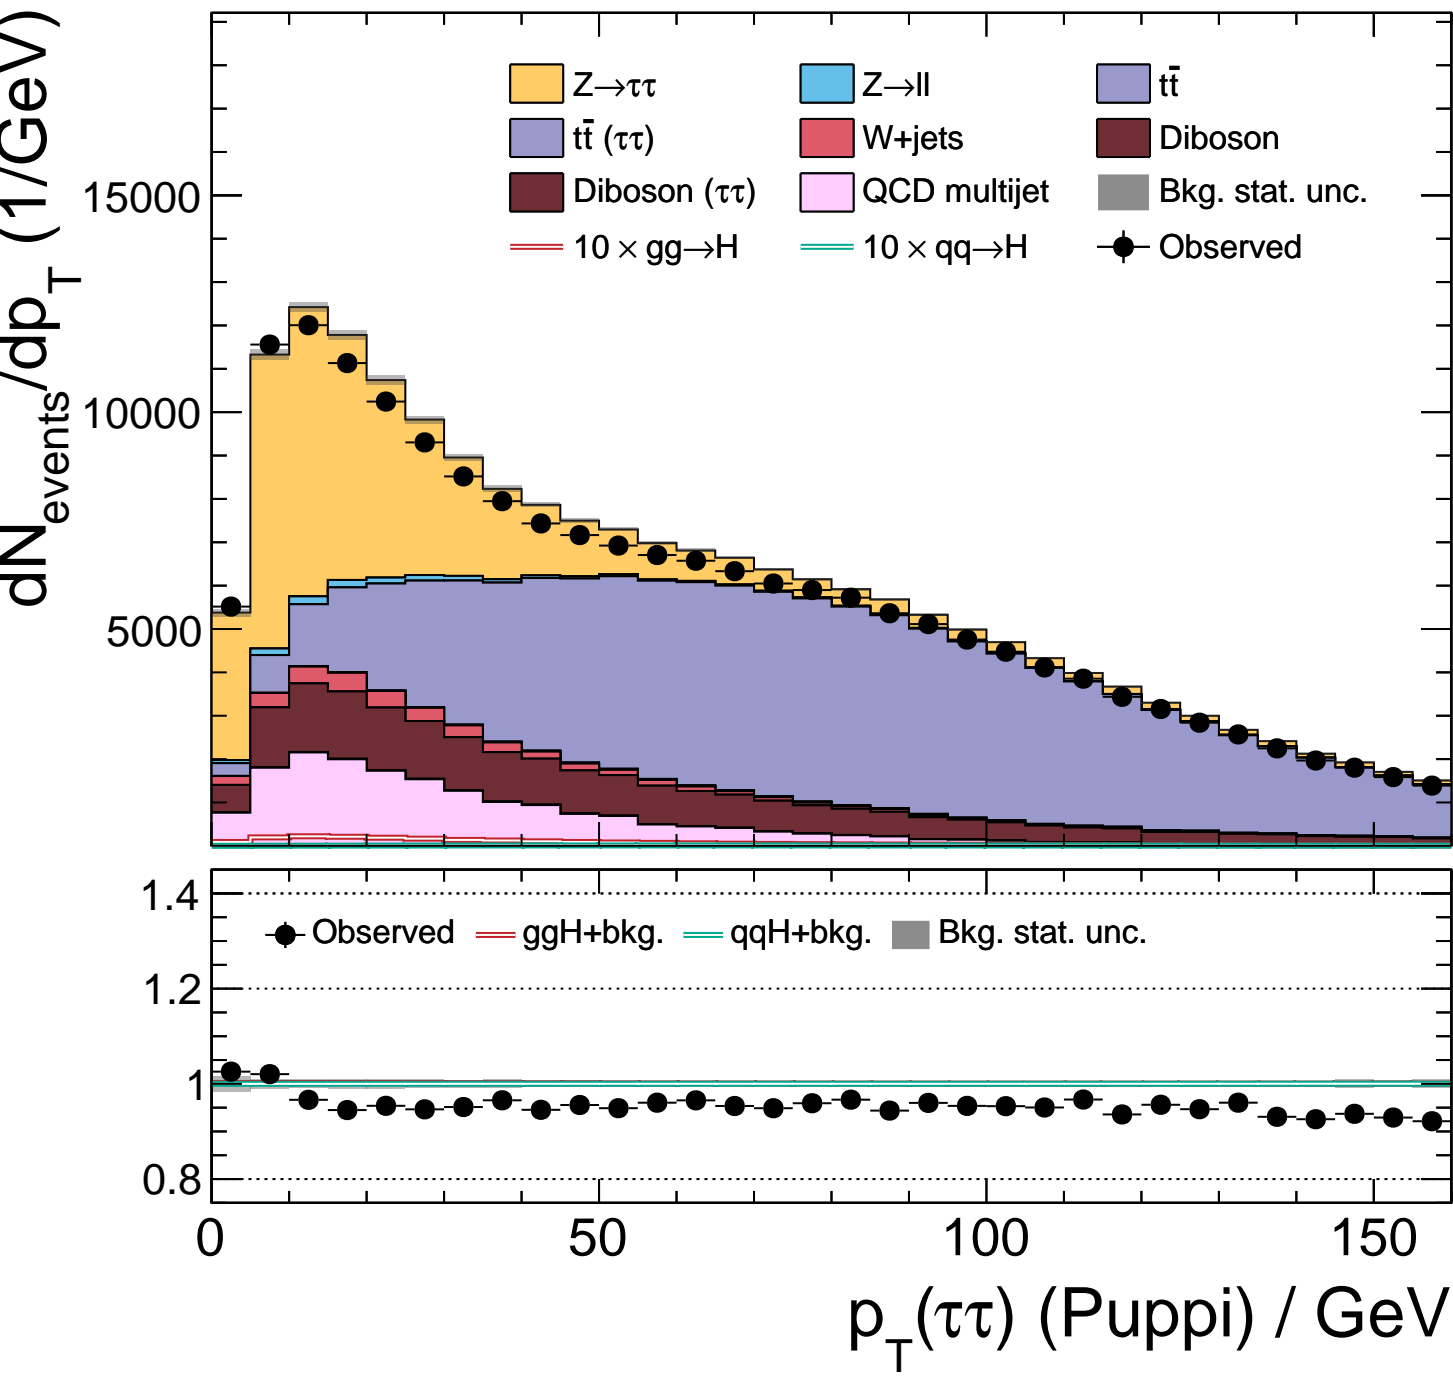 dN_events/dp_T (1/GeV)
Z→ττ Z→ll tt̄
tt̄ (ττ) W+jets Diboson
Diboson (ττ) QCD multijet Bkg. stat. unc.
10 × gg→H 10 × qq→H Observed
15000
10000
5000
1.4
Observed ggH+bkg. qqH+bkg. Bkg. stat. unc.
1.2
1
0.8
0 50 100 150
p_T(ττ) (Puppi) / GeV